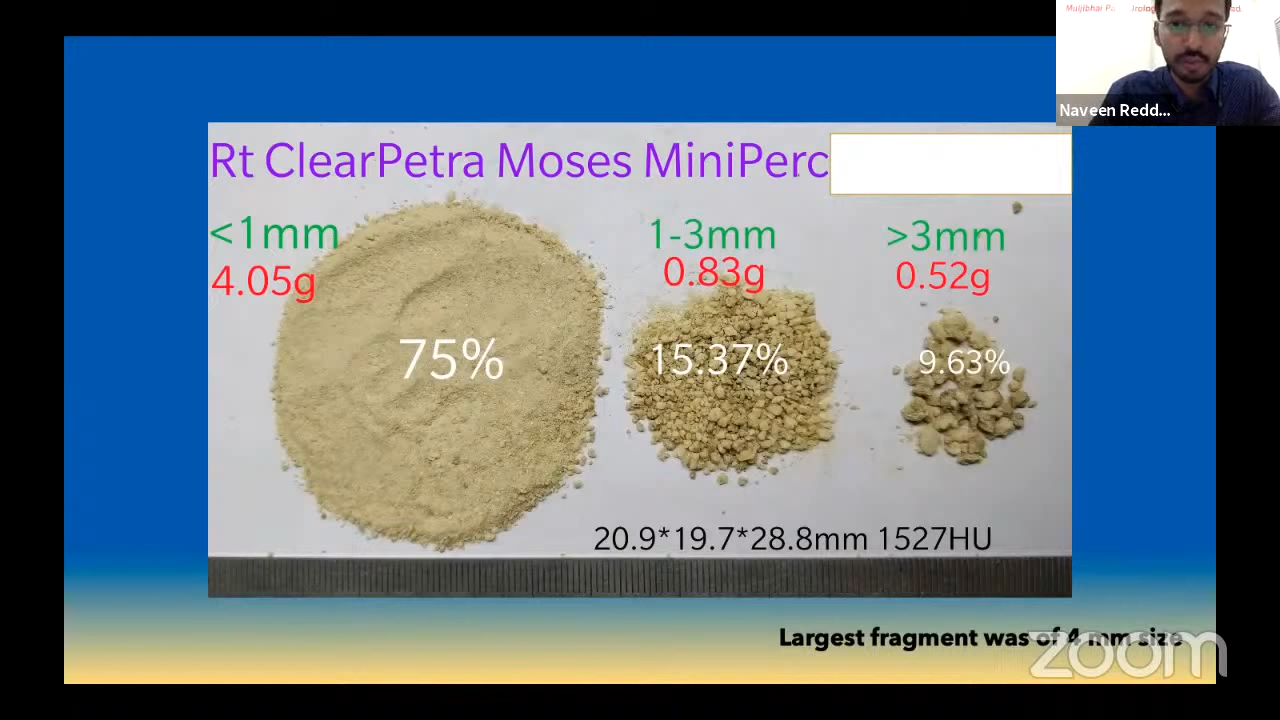 Muljibhai
Naveen Redd...
Rt ClearPetra Moses MiniPerc
<1mm
4.05g
75%
1-3mm
0.83g
15.37%
>3mm
0.52g
9.63%
20.9*19.7*28.8mm 1527HU
Largest fragment was of 4 mm size
zoom